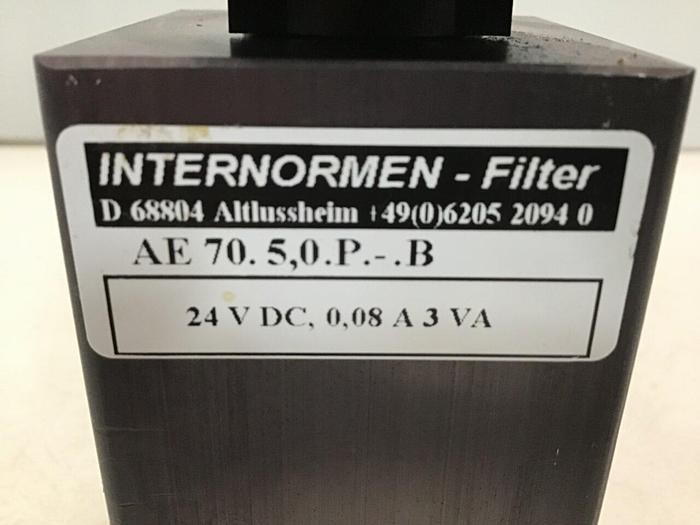 INTERNORMEN - Filter
D 68804 Altlussheim +49(0)6205 2094 0
AE 70. 5,0.P.-.B
24 V DC, 0,08 A 3 VA